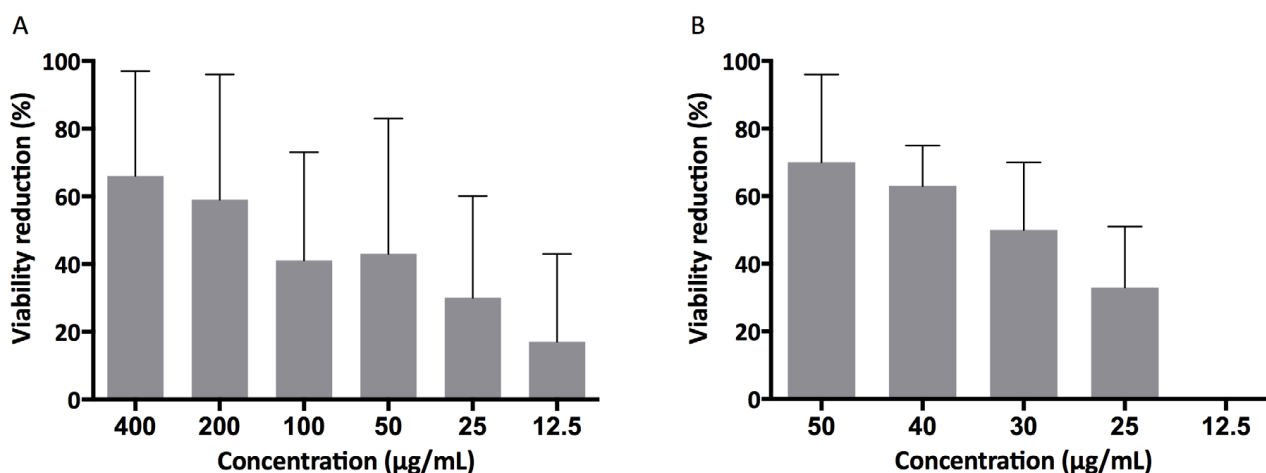 A
Viability reduction (%)
100
80
60
40
20
0
400 200 100 50 25 12.5
Concentration (µg/mL)
B
Viability reduction (%)
100
80
60
40
20
0
50 40 30 25 12.5
Concentration (µg/mL)